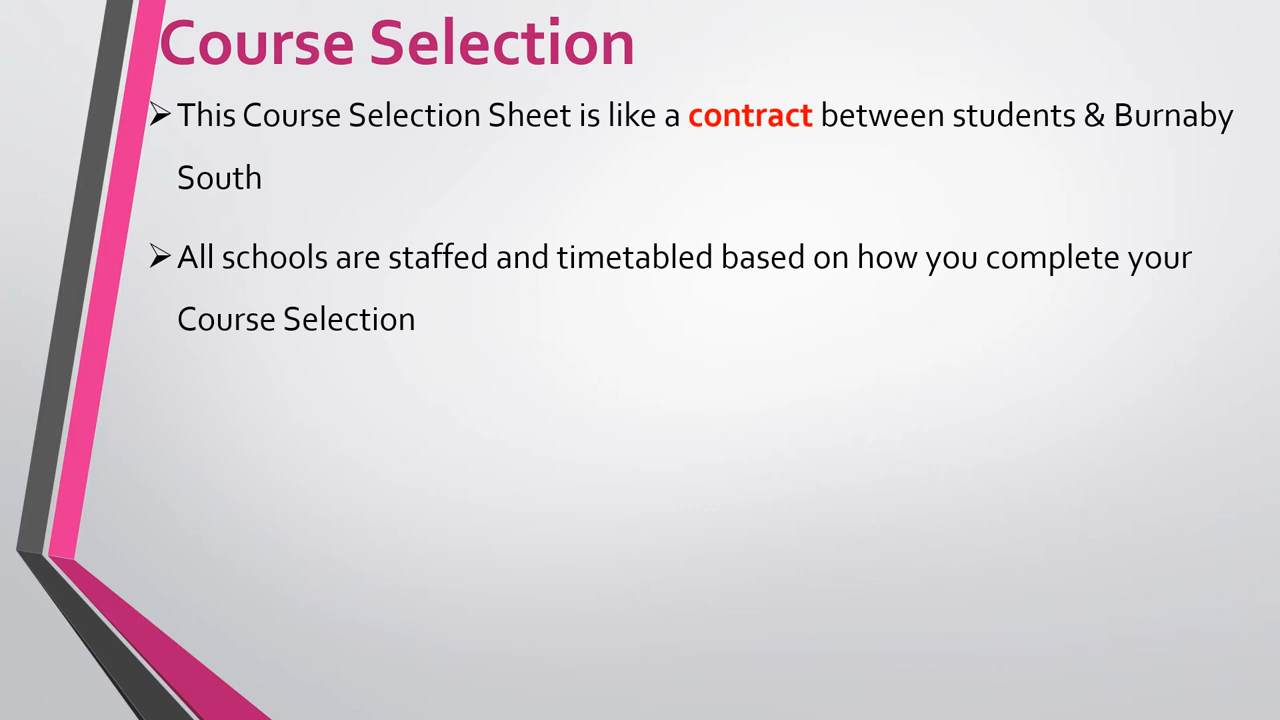 Course Selection
➢This Course Selection Sheet is like a contract between students & Burnaby
South
➢All schools are staffed and timetabled based on how you complete your
Course Selection